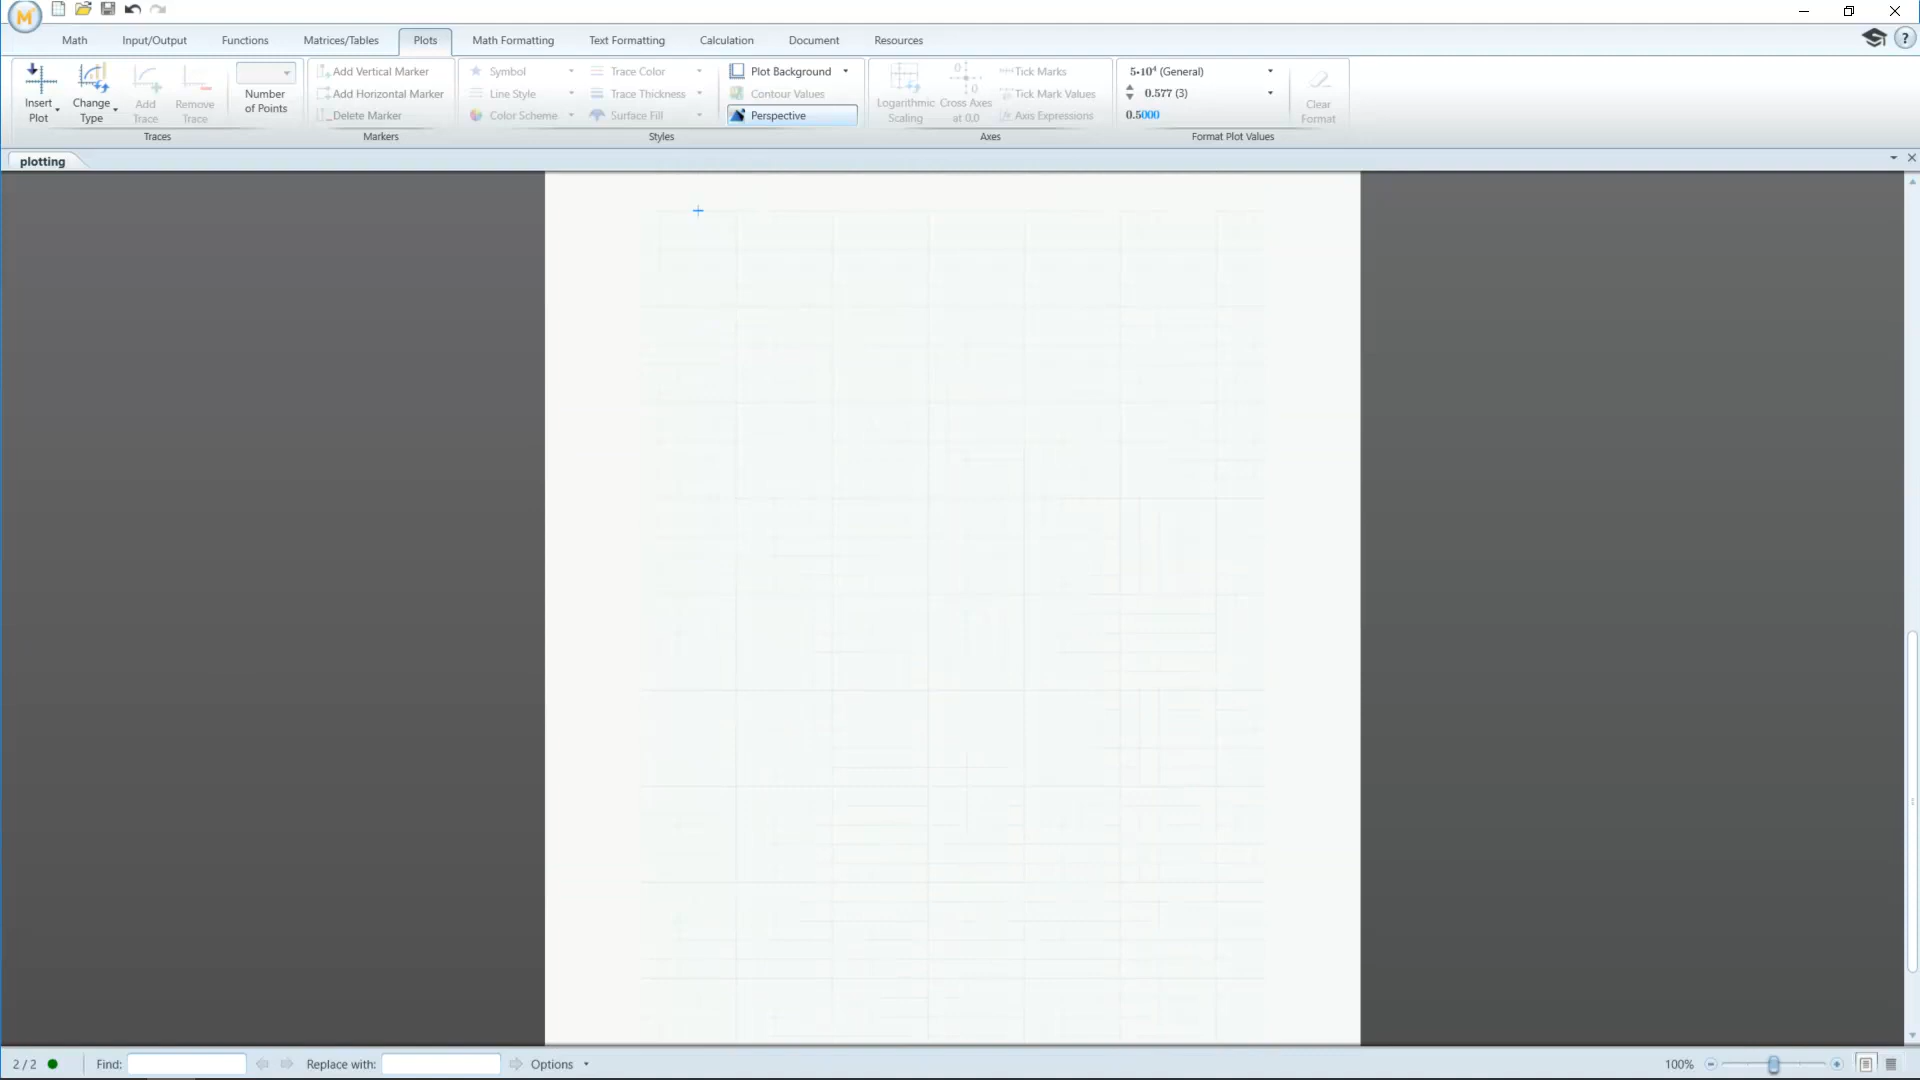 Math Input/Output Functions Matrices/Tables Plots Math Formatting Text Formatting Calculation Document Resources
Insert Plot
Change Type
Add Trace
Remove Trace
Number of Points
Traces
Add Vertical Marker
Add Horizontal Marker
Delete Marker
Markers
Symbol
Line Style
Color Scheme
Trace Color
Trace Thickness
Surface Fill
Plot Background
Contour Values
Perspective
Styles
Logarithmic Scaling
Cross Axes at 0,0
Tick Marks
Tick Mark Values
Axis Expressions
Axes
5•10⁴ (General)
0.577 (3)
0.5000
Clear Format
Format Plot Values
plotting
2 / 2 Find: Replace with: Options 100%